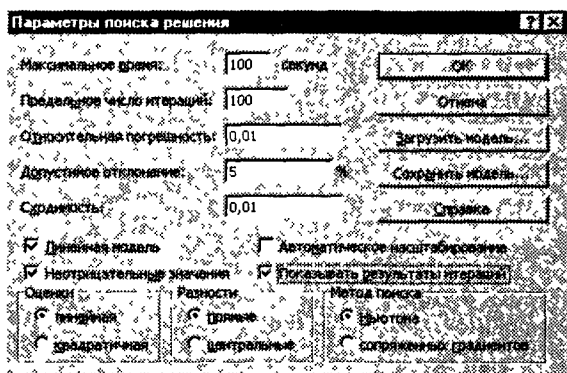 Параметры поиска решения
Максимальное время: 100 секунд
ОК
Предельное число итераций: 100
Отмена
Относительная погрешность: 0,01
Загрузить модель...
Допустимое отклонение: 5 %
Сохранить модель...
Сходимость: 0,01
Справка
Линейная модель
Автоматическое масштабирование
Неотрицательные значения
Показывать результаты итераций
Оценки
Разности
Метод поиска
линейная
прямые
Ньютона
квадратичная
центральные
сопряженных градиентов